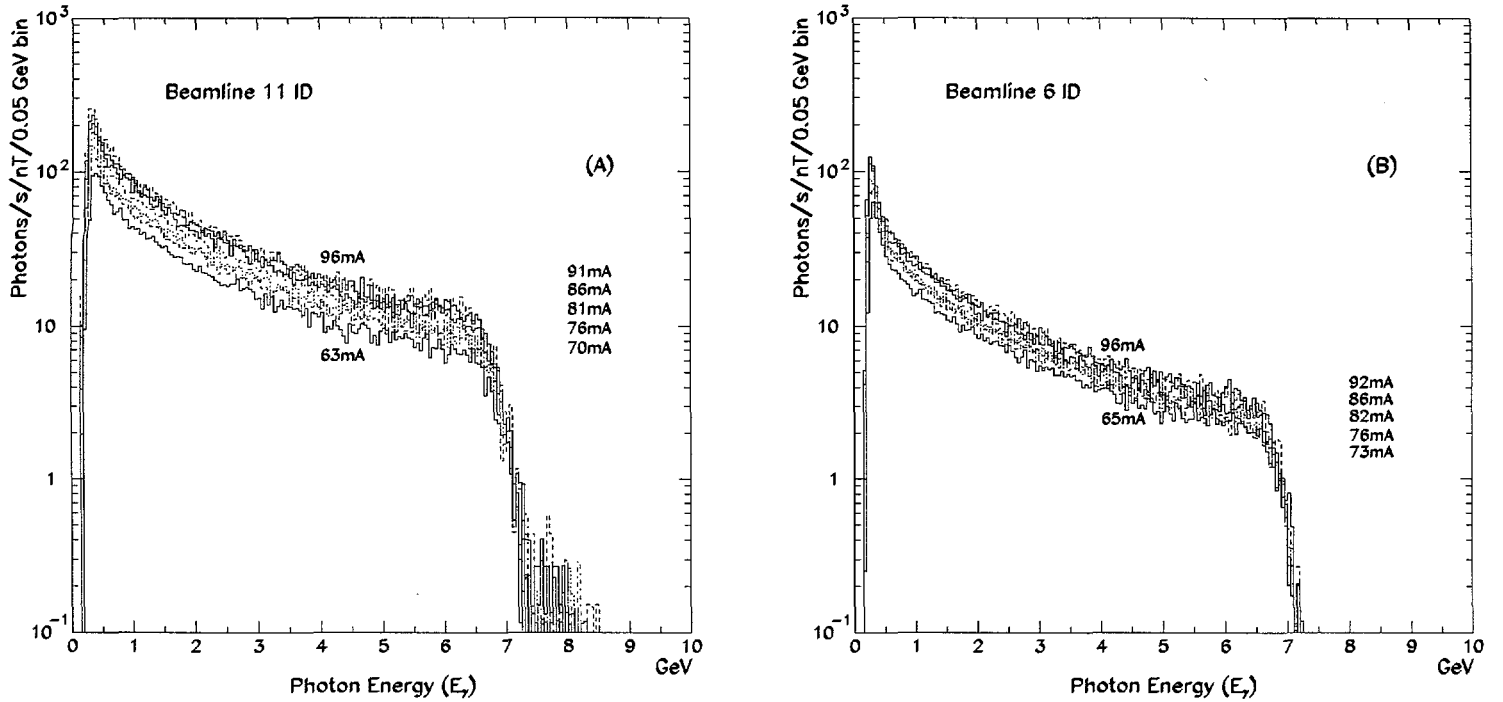 Photons/s/nT/0.05 GeV bin
10³
10²
10
1
10⁻¹
Beamline 11 ID
(A)
96mA
91mA
86mA
81mA
76mA
70mA
63mA
0 1 2 3 4 5 6 7 8 9 10
GeV
Photon Energy (Eγ)
Photons/s/nT/0.05 GeV bin
10³
10²
10
1
10⁻¹
Beamline 6 ID
(B)
96mA
92mA
86mA
82mA
76mA
73mA
65mA
0 1 2 3 4 5 6 7 8 9 10
GeV
Photon Energy (Eγ)